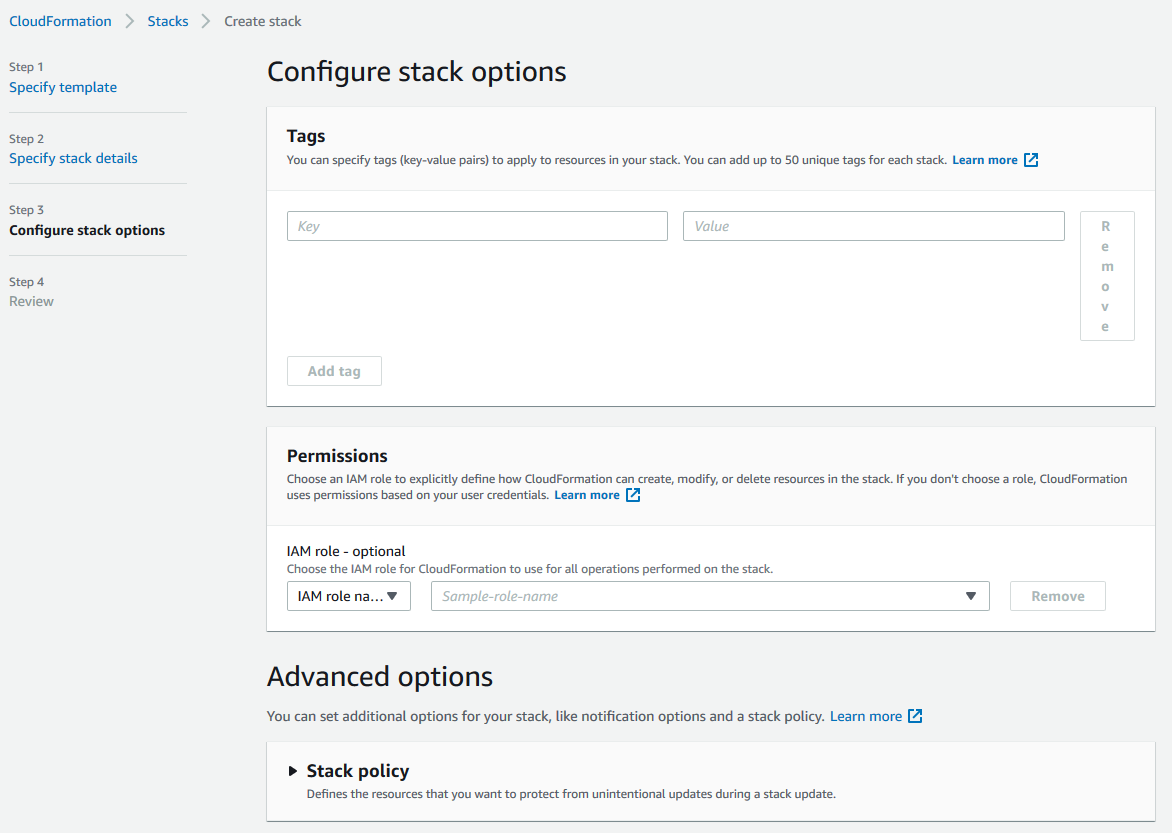 CloudFormation > Stacks > Create stack
Step 1
Specify template
Step 2
Specify stack details
Step 3
Configure stack options
Step 4
Review
Configure stack options
Tags
You can specify tags (key-value pairs) to apply to resources in your stack. You can add up to 50 unique tags for each stack. Learn more
Key
Value
Remove
Add tag
Permissions
Choose an IAM role to explicitly define how CloudFormation can create, modify, or delete resources in the stack. If you don't choose a role, CloudFormation
uses permissions based on your user credentials. Learn more
IAM role - optional
Choose the IAM role for CloudFormation to use for all operations performed on the stack.
IAM role na...
Sample-role-name
Remove
Advanced options
You can set additional options for your stack, like notification options and a stack policy. Learn more
Stack policy
Defines the resources that you want to protect from unintentional updates during a stack update.